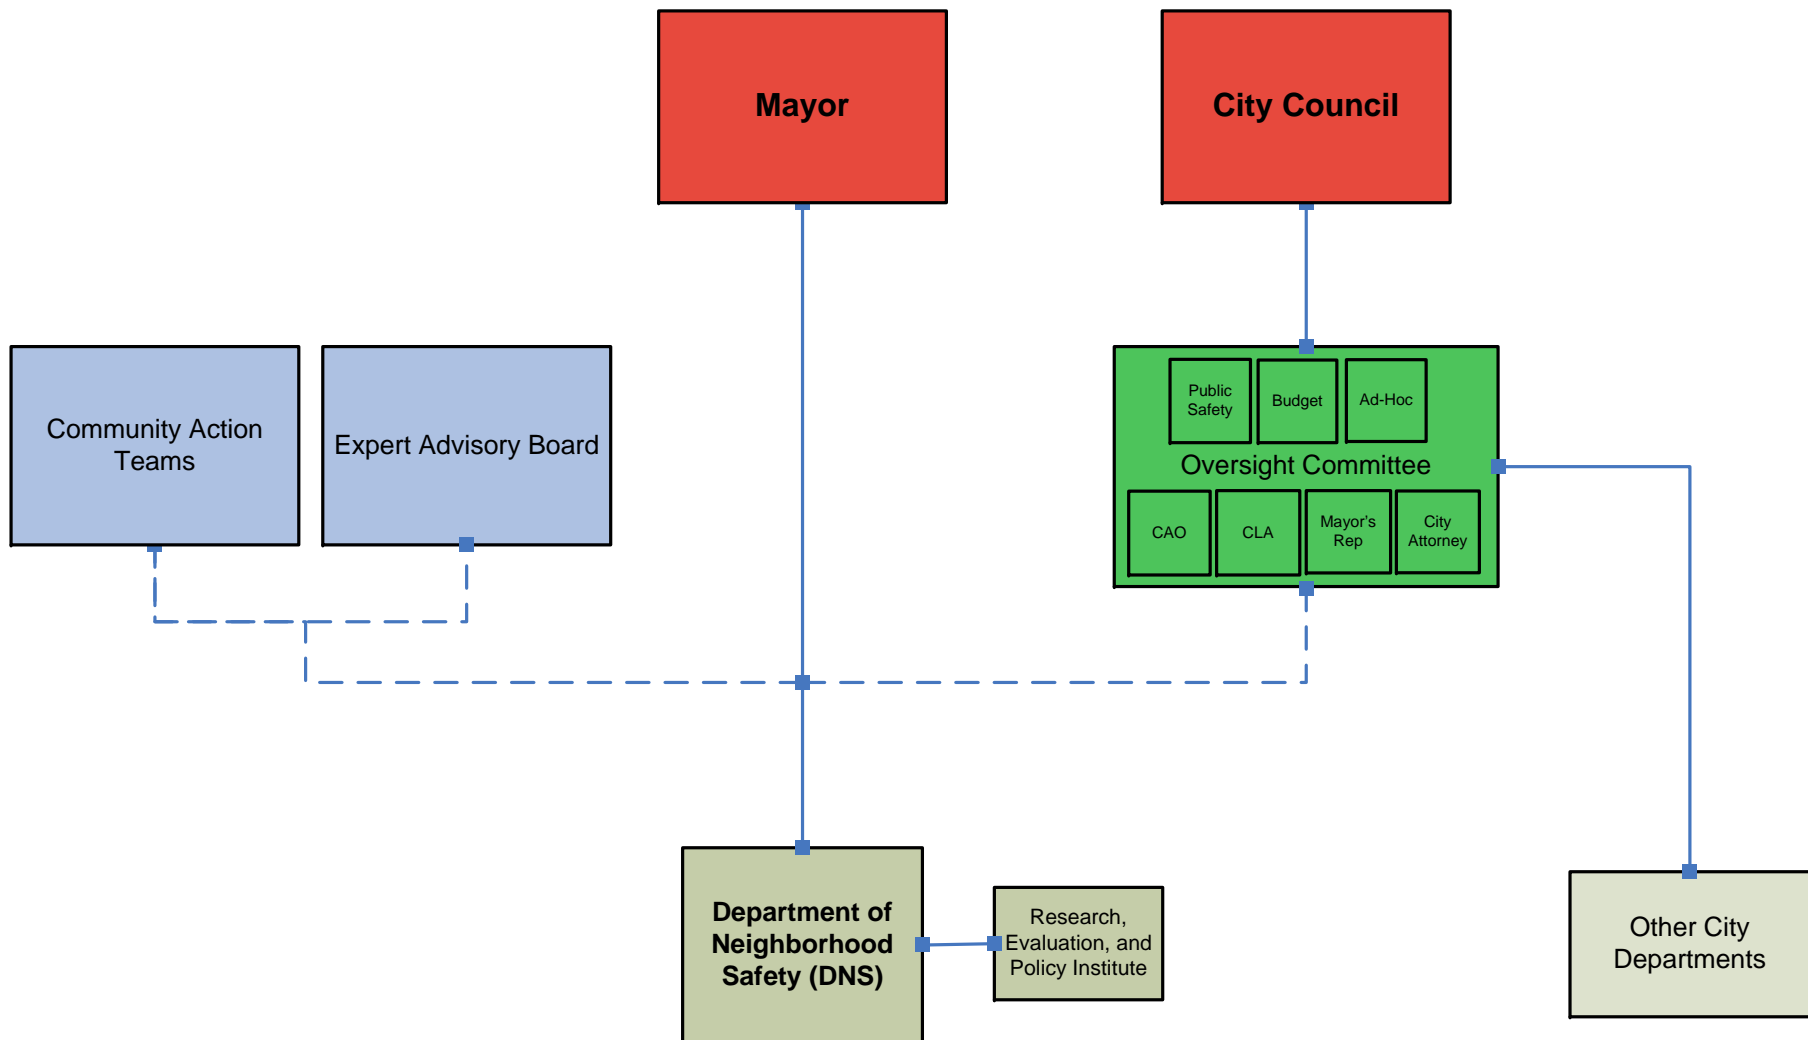 Mayor
City Council
Community Action
Teams
Expert Advisory Board
Public
Safety
Budget
Ad-Hoc
Oversight Committee
CAO
CLA
Mayor's
Rep
City
Attorney
Department of
Neighborhood
Safety (DNS)
Research,
Evaluation, and
Policy Institute
Other City
Departments